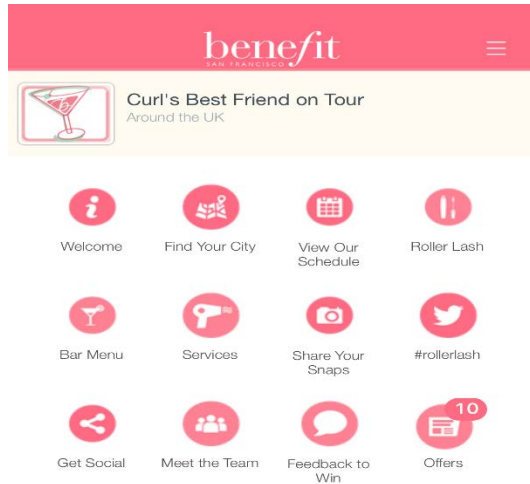 benefit
SAN FRANCISCO
Curl's Best Friend on Tour
Around the UK
Welcome
Find Your City
View Our
Schedule
Roller Lash
Bar Menu
Services
Share Your
Snaps
#rollerlash
10
Get Social
Meet the Team
Feedback to
Win
Offers